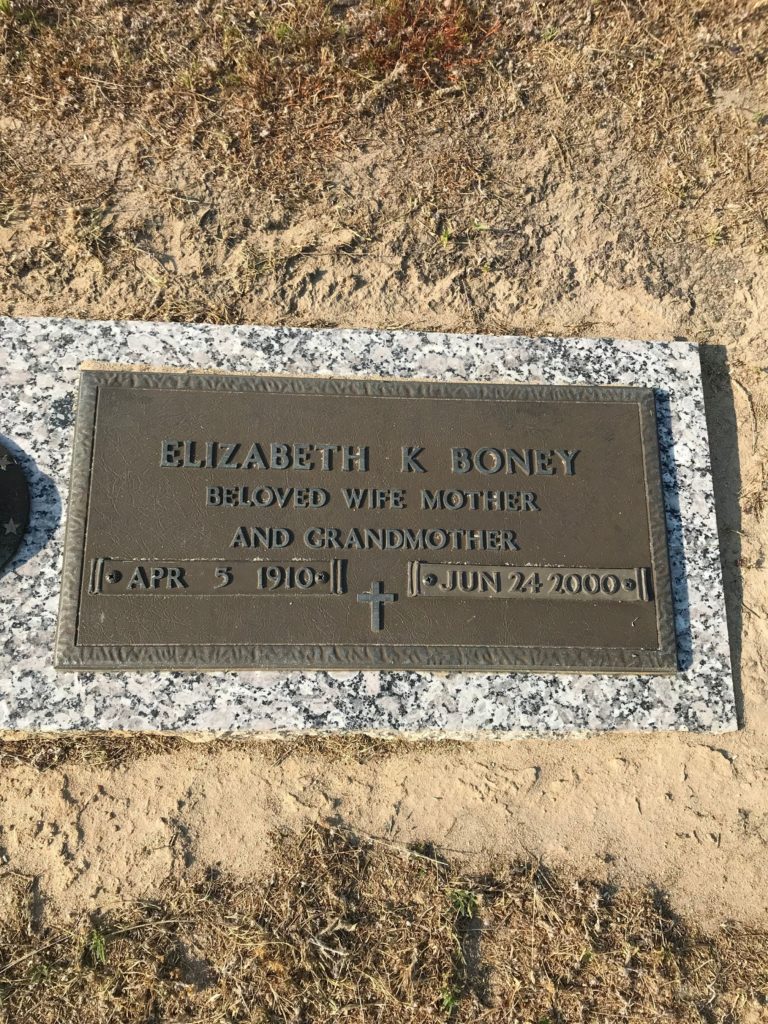 ELIZABETH K BONEY
BELOVED WIFE MOTHER
AND GRANDMOTHER
APR 5 1910 JUN 24 2000